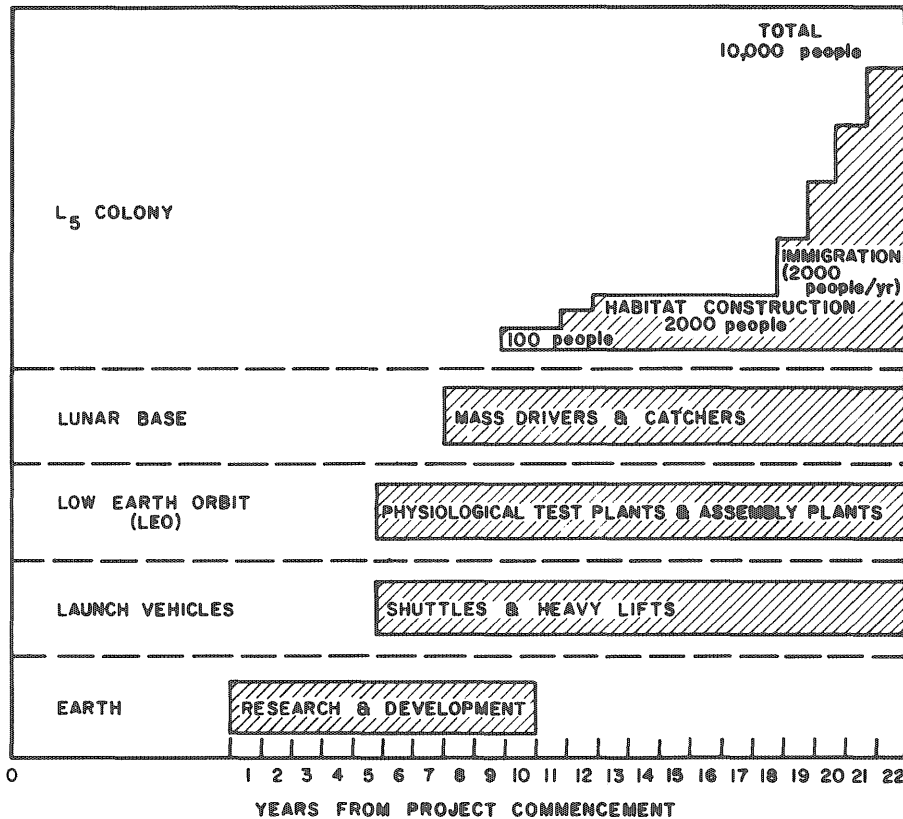 TOTAL
10,000 people
L5 COLONY
IMMIGRATION
(2000
people/yr)
HABITAT CONSTRUCTION
2000 people
100 people
LUNAR BASE
MASS DRIVERS & CATCHERS
LOW EARTH ORBIT
(LEO)
PHYSIOLOGICAL TEST PLANTS & ASSEMBLY PLANTS
LAUNCH VEHICLES
SHUTTLES & HEAVY LIFTS
EARTH
RESEARCH & DEVELOPMENT
0 1 2 3 4 5 6 7 8 9 10 11 12 13 14 15 16 17 18 19 20 21 22
YEARS FROM PROJECT COMMENCEMENT